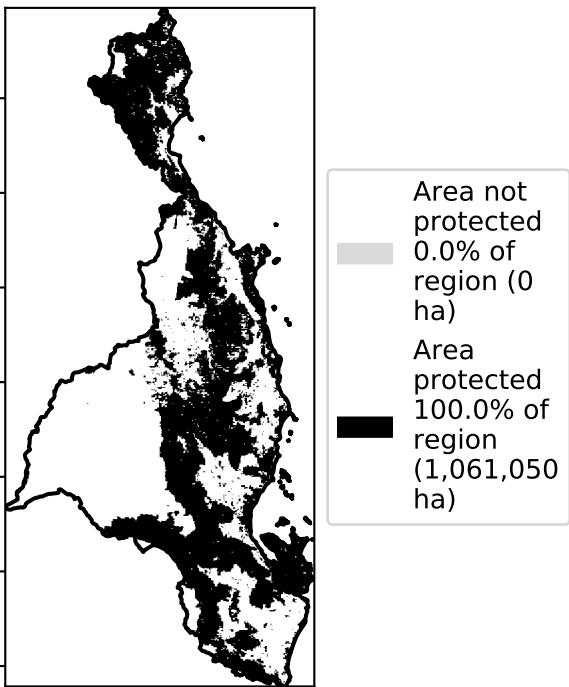 Area not
protected
0.0% of
region (0
ha)
Area
protected
100.0% of
region
(1,061,050
ha)